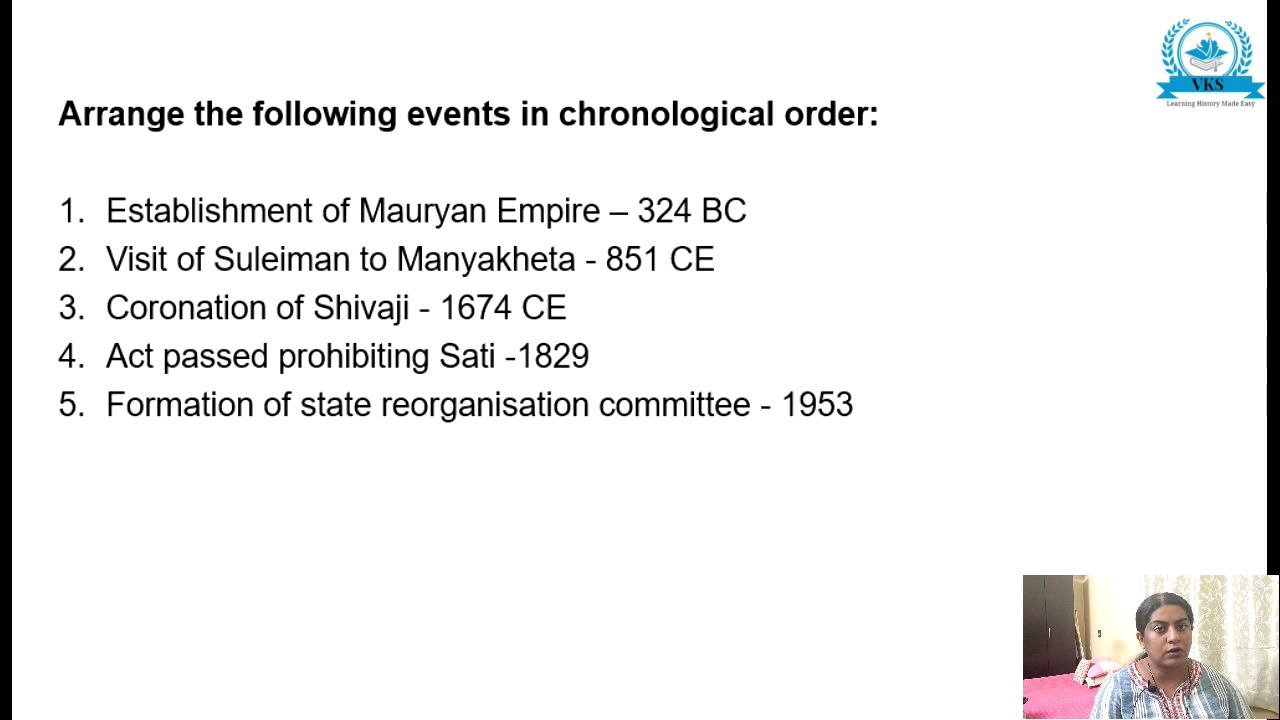 VKS
Learning History Made Easy
Arrange the following events in chronological order:
1. Establishment of Mauryan Empire – 324 BC
2. Visit of Suleiman to Manyakheta - 851 CE
3. Coronation of Shivaji - 1674 CE
4. Act passed prohibiting Sati -1829
5. Formation of state reorganisation committee - 1953